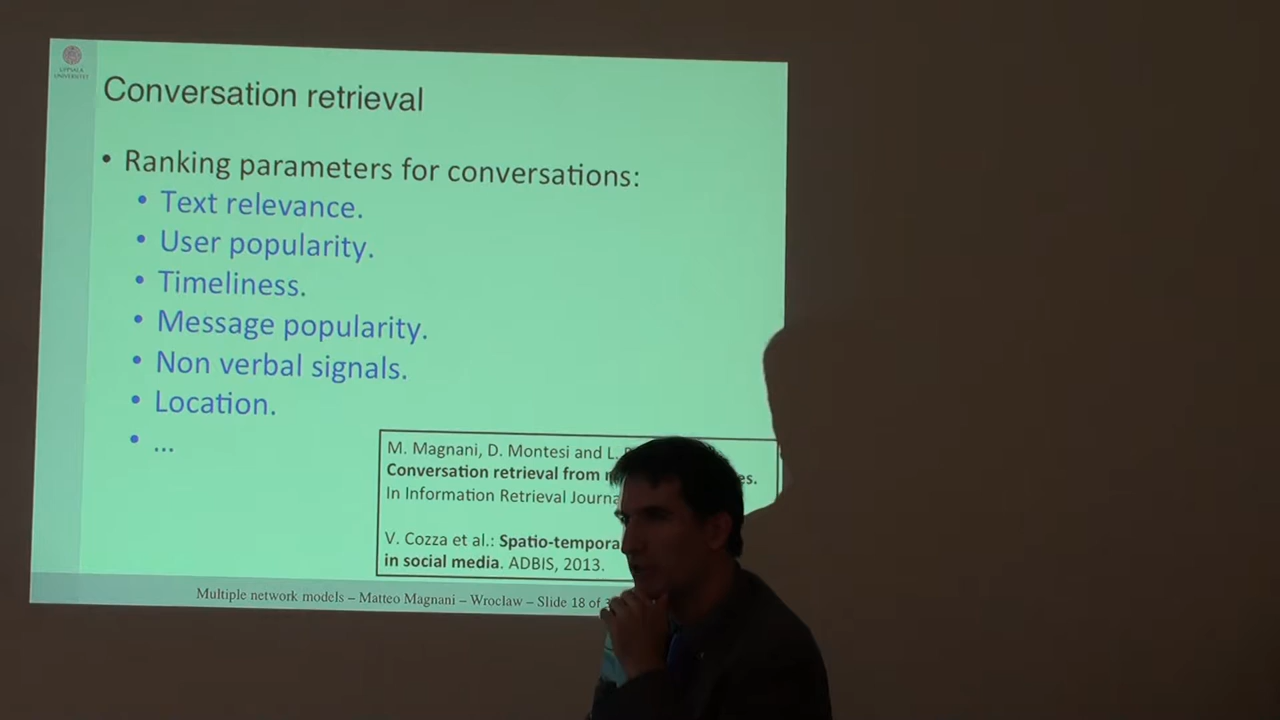 UPPSALA
UNIVERSITET
Conversation retrieval
• Ranking parameters for conversations:
• Text relevance.
• User popularity.
• Timeliness.
• Message popularity.
• Non verbal signals.
• Location.
• ...
M. Magnani, D. Montesi and L.
Conversation retrieval from
In Information Retrieval Journa
V. Cozza et al.: Spatio-tempora
in social media. ADBIS, 2013.
Multiple network models – Matteo Magnani – Wroclaw – Slide 18 of